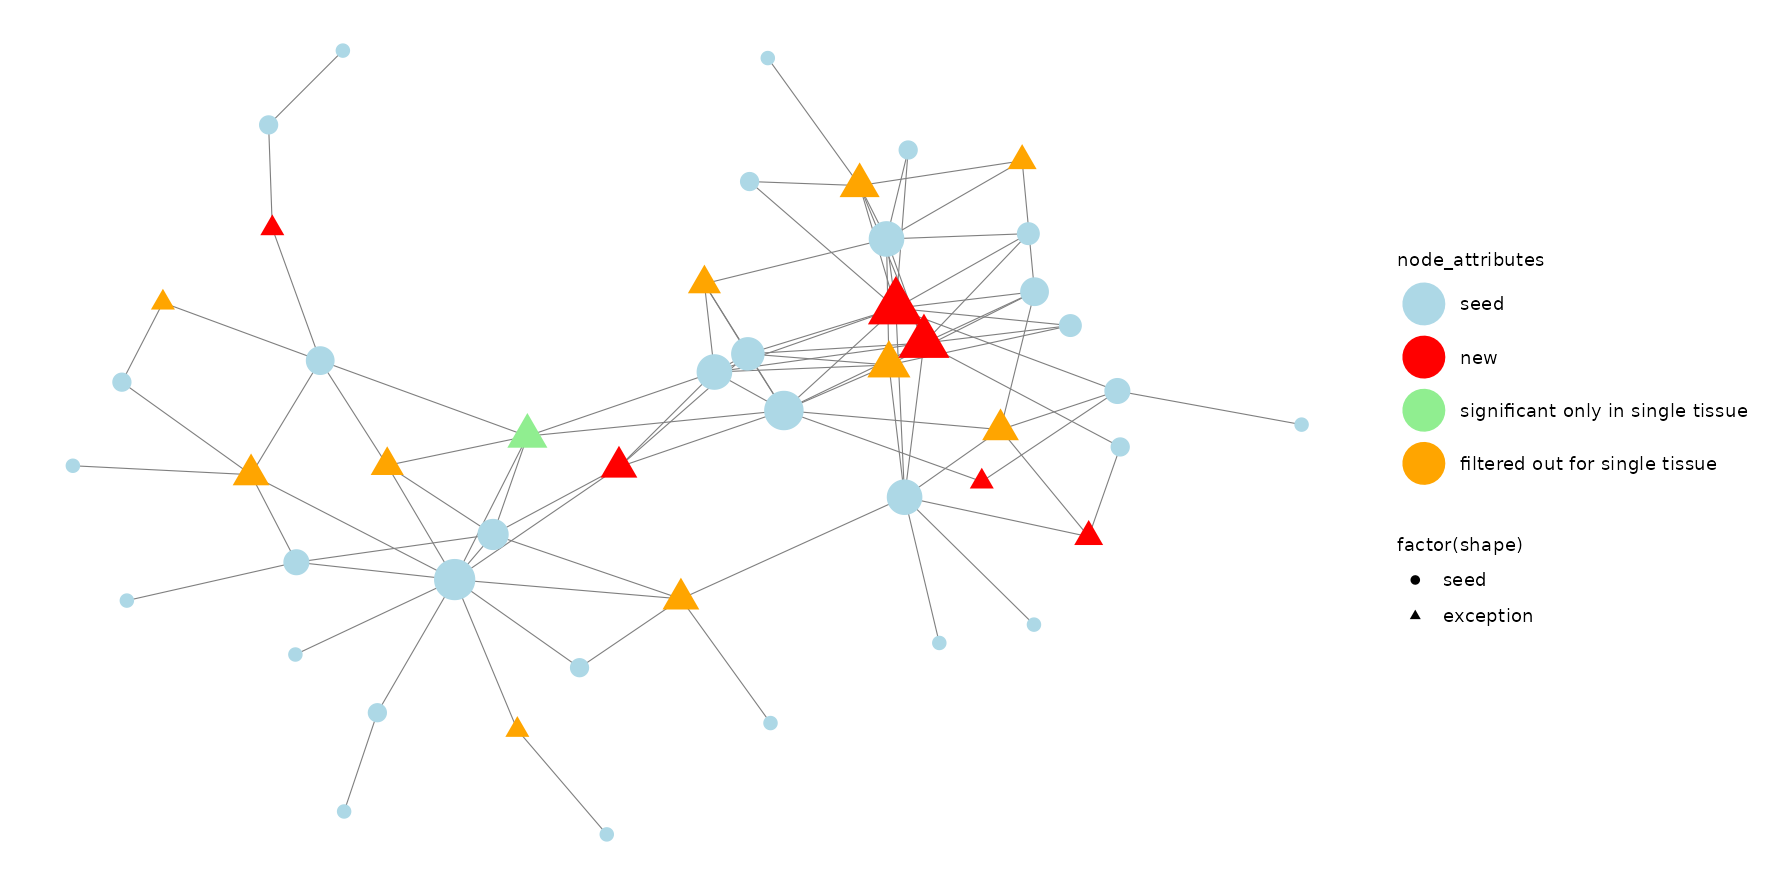 node_attributes
seed
new
significant only in single tissue
filtered out for single tissue
factor(shape)
seed
exception